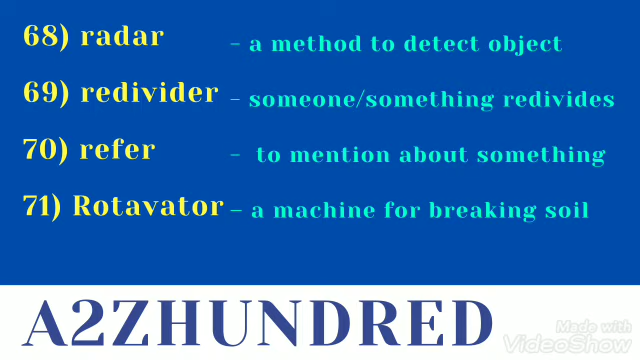 68) radar - a method to detect object
69) redivider - someone/something redivides
70) refer - to mention about something
71) Rotavator - a machine for breaking soil
A2ZHUNDRED
Made with
VideoShow